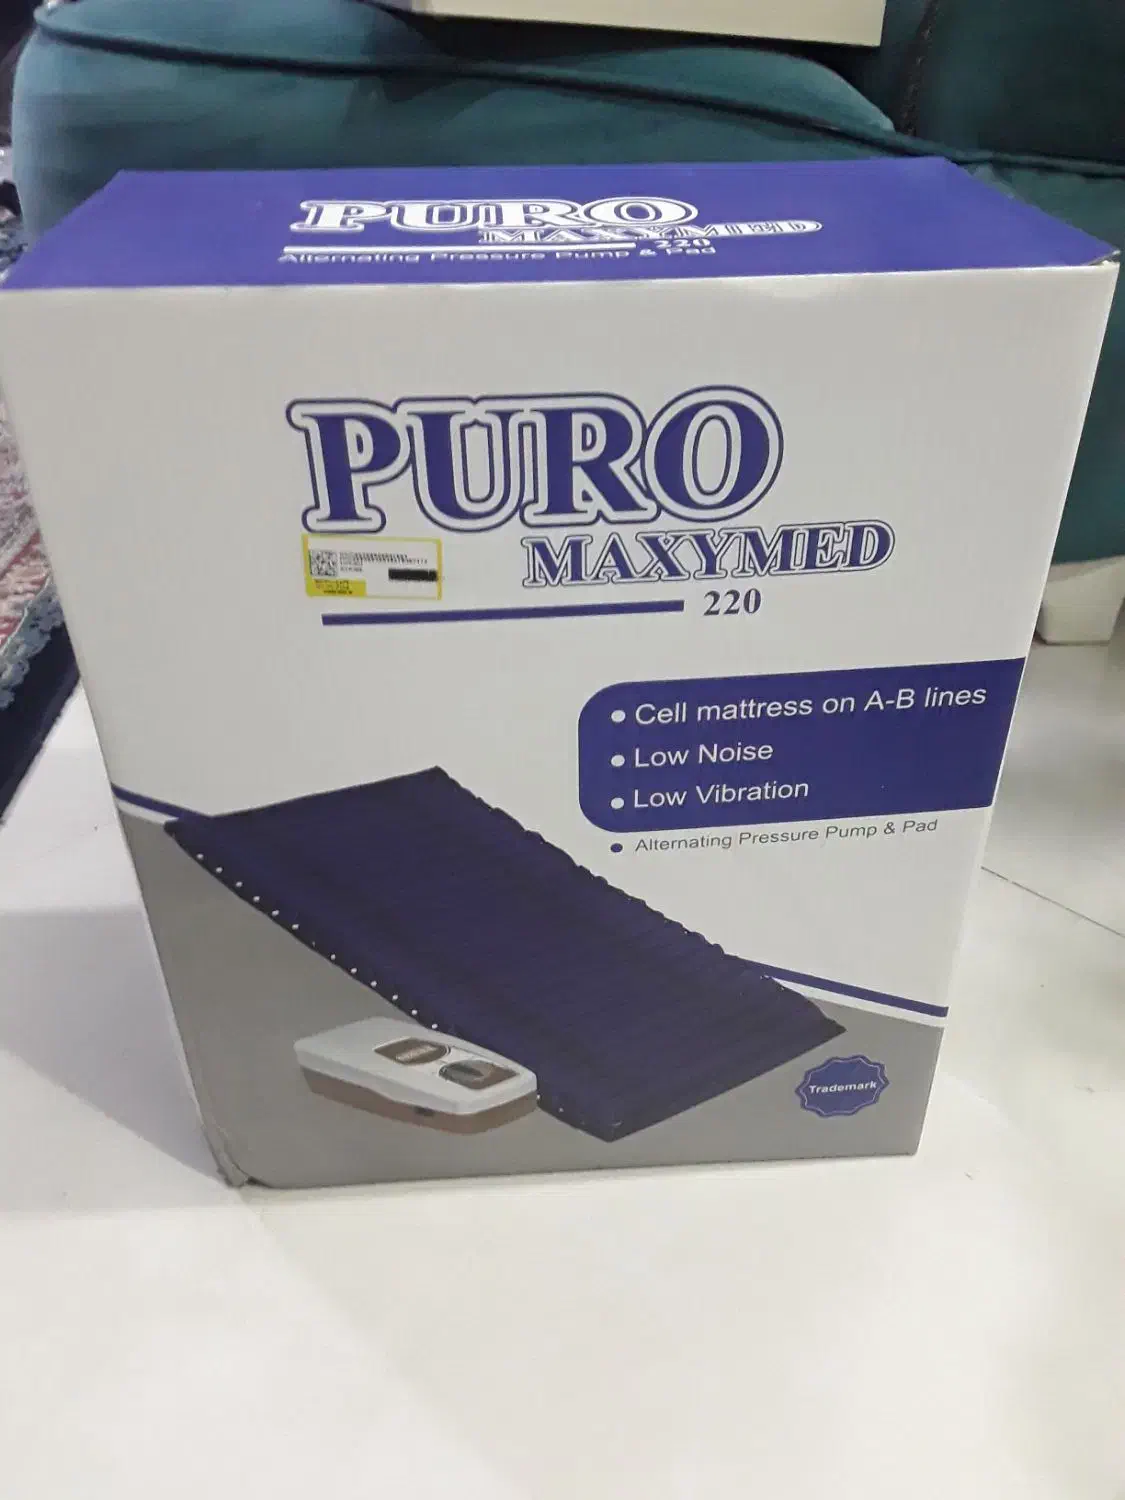 PURO
MAXYMED
220
Alternating Pressure Pump & Pad
PURO
MAXYMED
220
Cell mattress on A-B lines
Low Noise
Low Vibration
Alternating Pressure Pump & Pad
Trademark